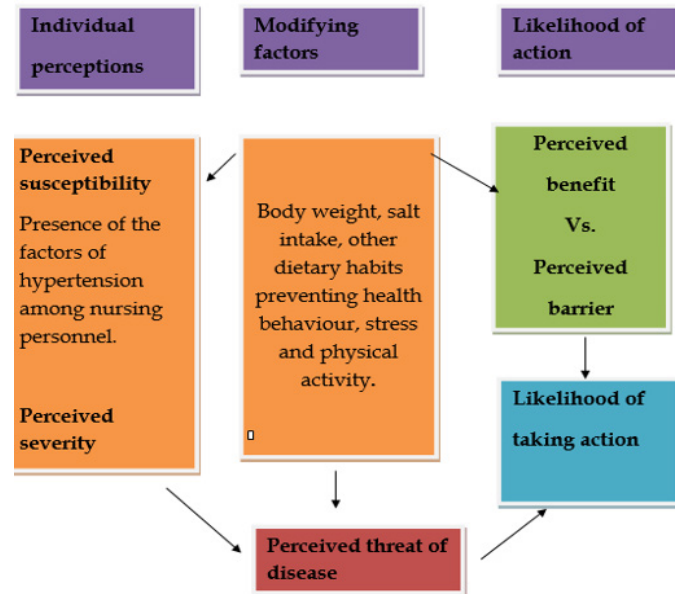 Individual
perceptions
Modifying
factors
Likelihood of
action
Perceived
susceptibility
Presence of the
factors of
hypertension
among nursing
personnel.
Perceived
severity
Body weight, salt
intake, other
dietary habits
preventing health
behaviour, stress
and physical
activity.
Perceived
benefit
Vs.
Perceived
barrier
Likelihood of
taking action
Perceived threat of
disease